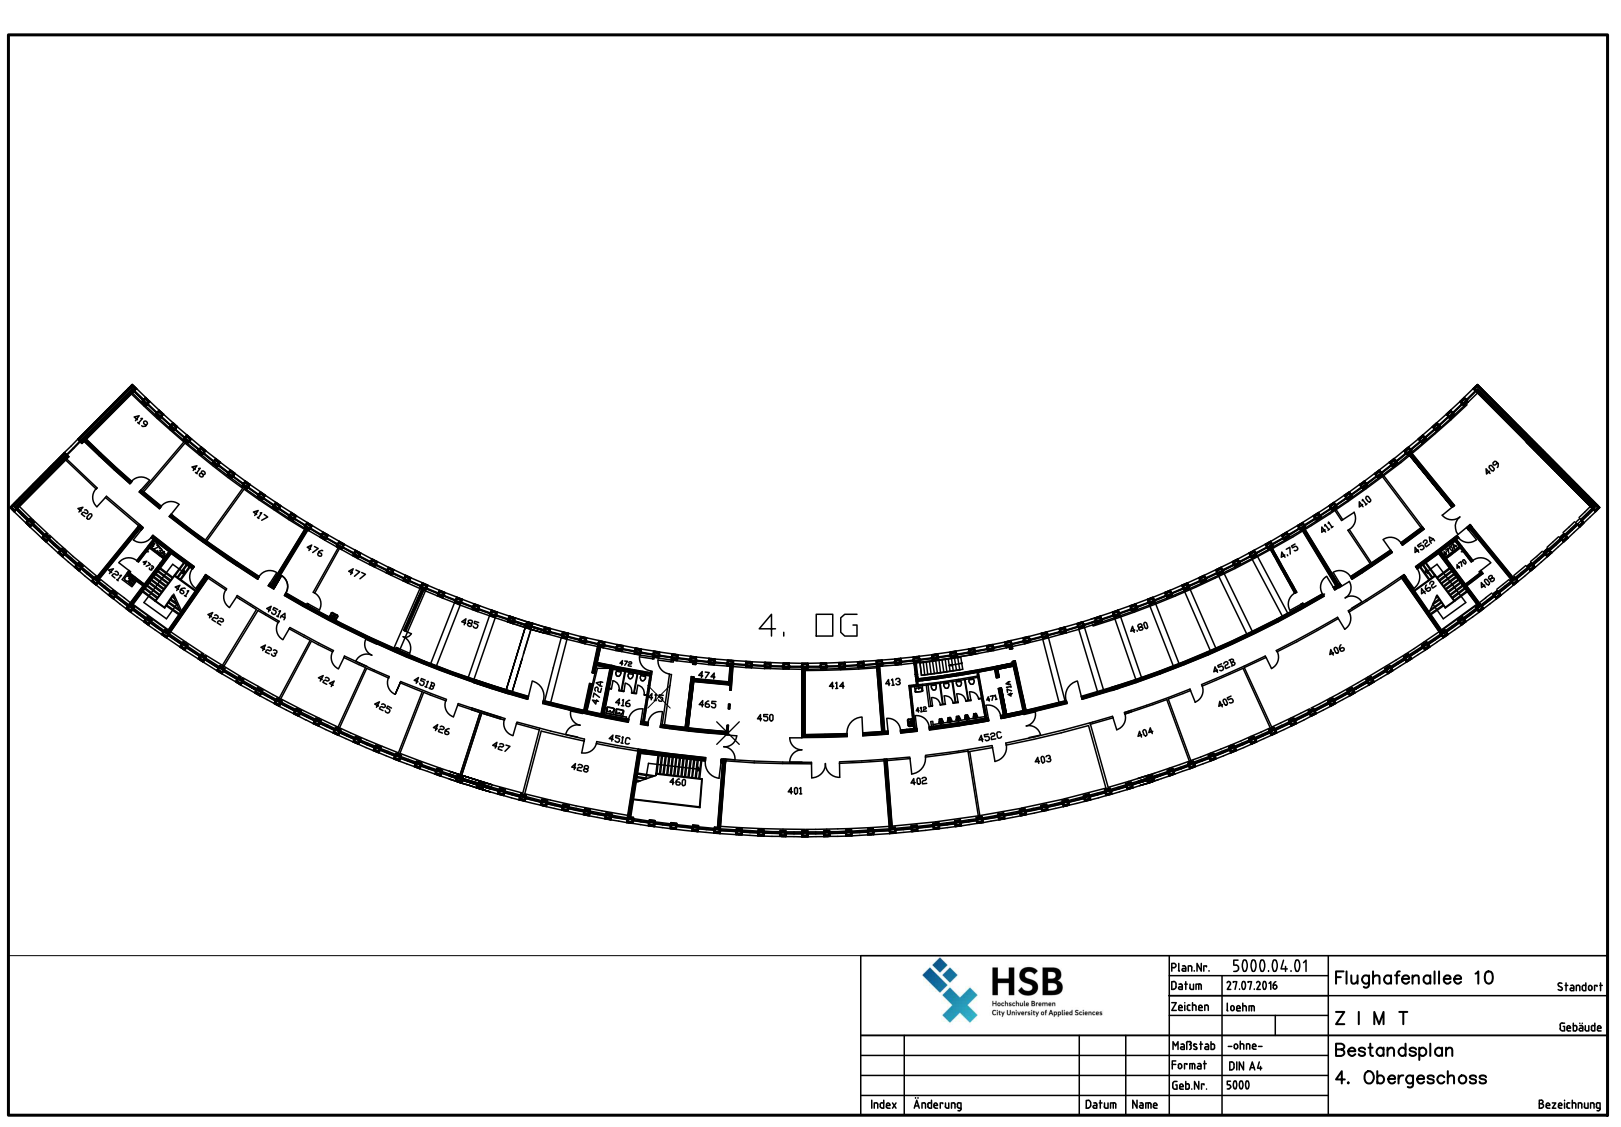 419
418
417
420
476
477
421
473
461
422
451A
423
424
425
451B
426
427
428
485
472
472A
416
415
474
465
450
451C
460
4. OG
414
413
412
471
471A
401
402
452C
403
404
405
452B
406
4.80
4.75
411
410
409
452A
470
462
408
HSB
Hochschule Bremen
City University of Applied Sciences
Plan.Nr. 5000.04.01
Datum 27.07.2016
Zeichen loehm
Maßstab -ohne-
Format DIN A4
Geb.Nr. 5000
Index Änderung Datum Name
Flughafenallee 10
Standort
Z I M T
Gebäude
Bestandsplan
4. Obergeschoss
Bezeichnung